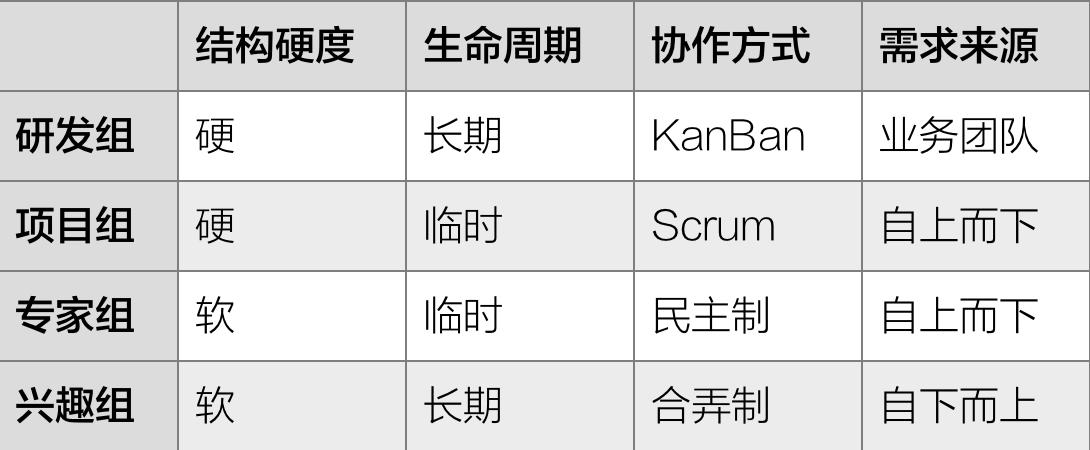 结构硬度 生命周期 协作方式 需求来源
研发组 硬 长期 KanBan 业务团队
项目组 硬 临时 Scrum 自上而下
专家组 软 临时 民主制 自上而下
兴趣组 软 长期 合弄制 自下而上